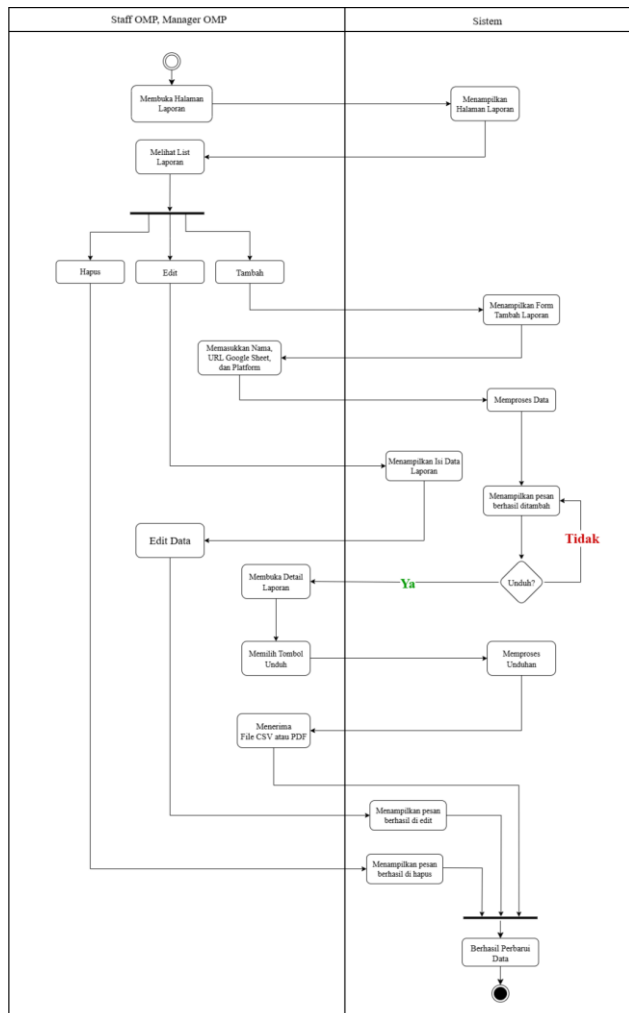 Staff OMP, Manager OMP
Sistem
Membuka Halaman
Laporan
Menampilkan
Halaman Laporan
Melihat List
Laporan
Hapus
Edit
Tambah
Menampilkan Form
Tambah Laporan
Memasukkan Nama,
URL Google Sheet,
dan Platform
Memproses Data
Menampilkan Isi Data
Laporan
Menampilkan pesan
berhasil ditambah
Edit Data
Tidak
Membuka Detail
Laporan
Ya
Unduh?
Memilih Tombol
Unduh
Memproses
Unduhan
Menerima
File CSV atau PDF
Menampilkan pesan
berhasil di edit
Menampilkan pesan
berhasil di hapus
Berhasil Perbarui
Data